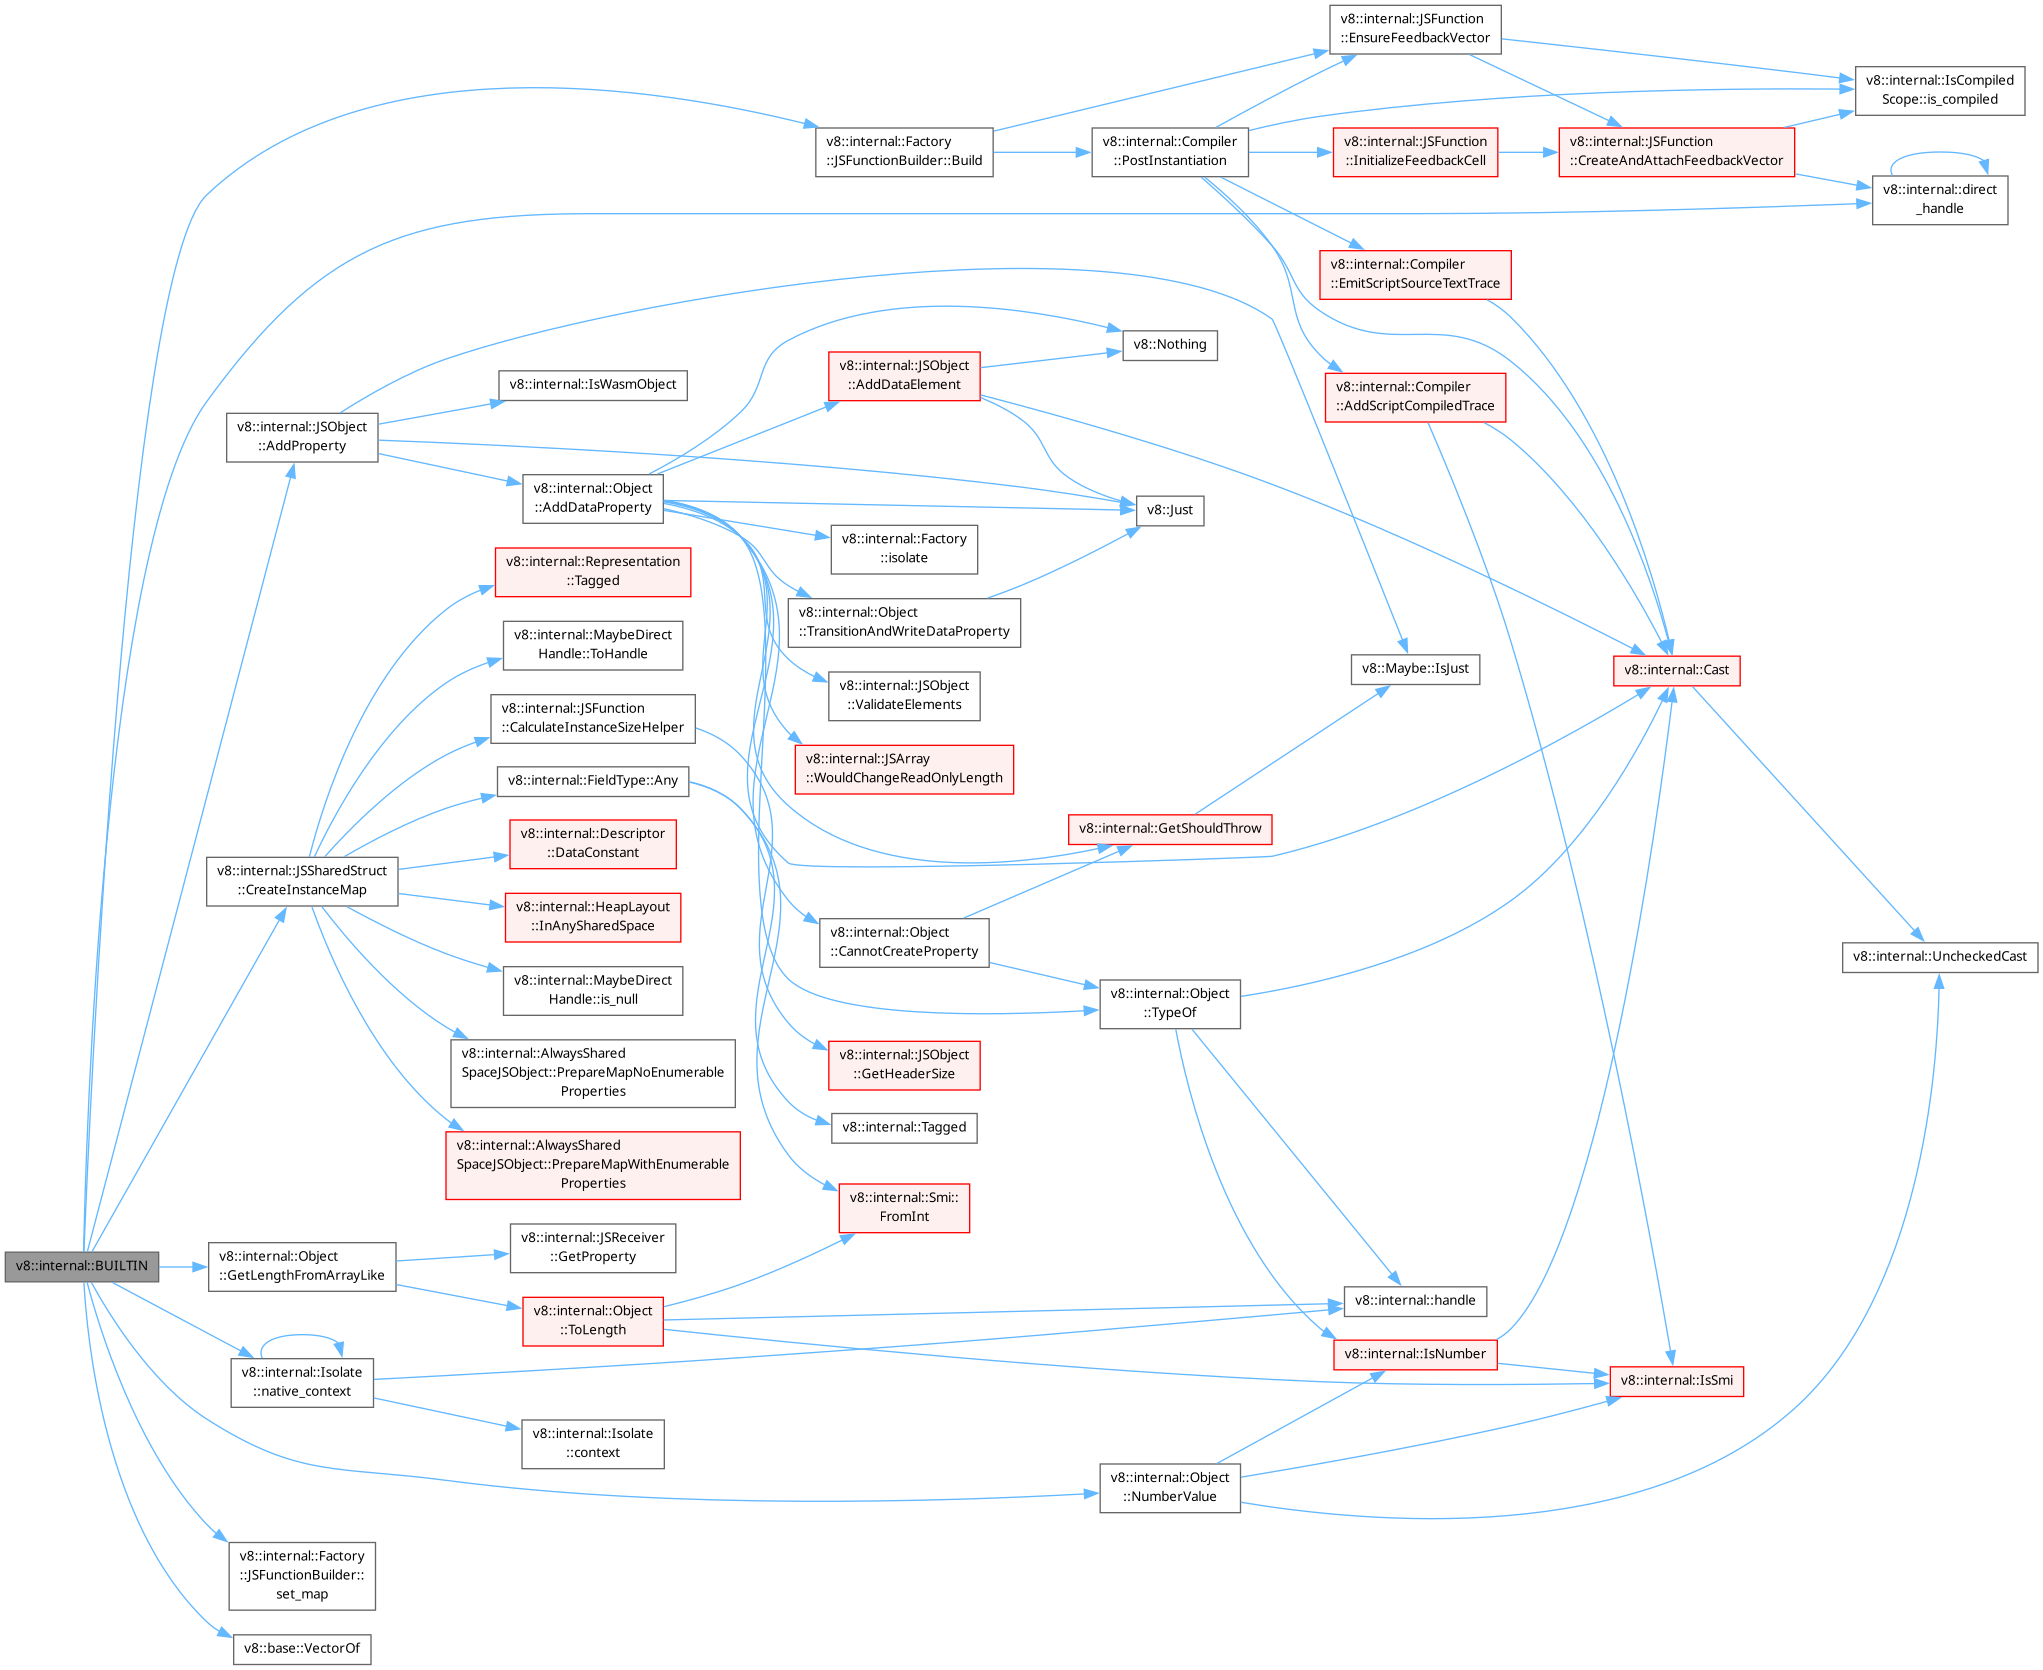 v8::internal::JSFunction
::EnsureFeedbackVector
v8::internal::IsCompiled
Scope::is_compiled
v8::internal::Factory
::JSFunctionBuilder::Build
v8::internal::Compiler
::PostInstantiation
v8::internal::JSFunction
::InitializeFeedbackCell
v8::internal::JSFunction
::CreateAndAttachFeedbackVector
v8::internal::direct
_handle
v8::internal::Compiler
::EmitScriptSourceTextTrace
v8::Nothing
v8::internal::JSObject
::AddDataElement
v8::internal::IsWasmObject
v8::internal::Compiler
::AddScriptCompiledTrace
v8::internal::JSObject
::AddProperty
v8::internal::Object
::AddDataProperty
v8::Just
v8::internal::Factory
::isolate
v8::internal::Representation
::Tagged
v8::internal::Object
::TransitionAndWriteDataProperty
v8::internal::MaybeDirect
Handle::ToHandle
v8::Maybe::IsJust
v8::internal::Cast
v8::internal::JSObject
::ValidateElements
v8::internal::JSFunction
::CalculateInstanceSizeHelper
v8::internal::JSArray
::WouldChangeReadOnlyLength
v8::internal::FieldType::Any
v8::internal::GetShouldThrow
v8::internal::Descriptor
::DataConstant
v8::internal::JSSharedStruct
::CreateInstanceMap
v8::internal::HeapLayout
::InAnySharedSpace
v8::internal::Object
::CannotCreateProperty
v8::internal::UncheckedCast
v8::internal::MaybeDirect
Handle::is_null
v8::internal::Object
::TypeOf
v8::internal::AlwaysShared
SpaceJSObject::PrepareMapNoEnumerable
Properties
v8::internal::JSObject
::GetHeaderSize
v8::internal::Tagged
v8::internal::AlwaysShared
SpaceJSObject::PrepareMapWithEnumerable
Properties
v8::internal::Smi::
FromInt
v8::internal::BUILTIN
v8::internal::Object
::GetLengthFromArrayLike
v8::internal::JSReceiver
::GetProperty
v8::internal::handle
v8::internal::Object
::ToLength
v8::internal::IsNumber
v8::internal::Isolate
::native_context
v8::internal::IsSmi
v8::internal::Isolate
::context
v8::internal::Object
::NumberValue
v8::internal::Factory
::JSFunctionBuilder::
set_map
v8::base::VectorOf